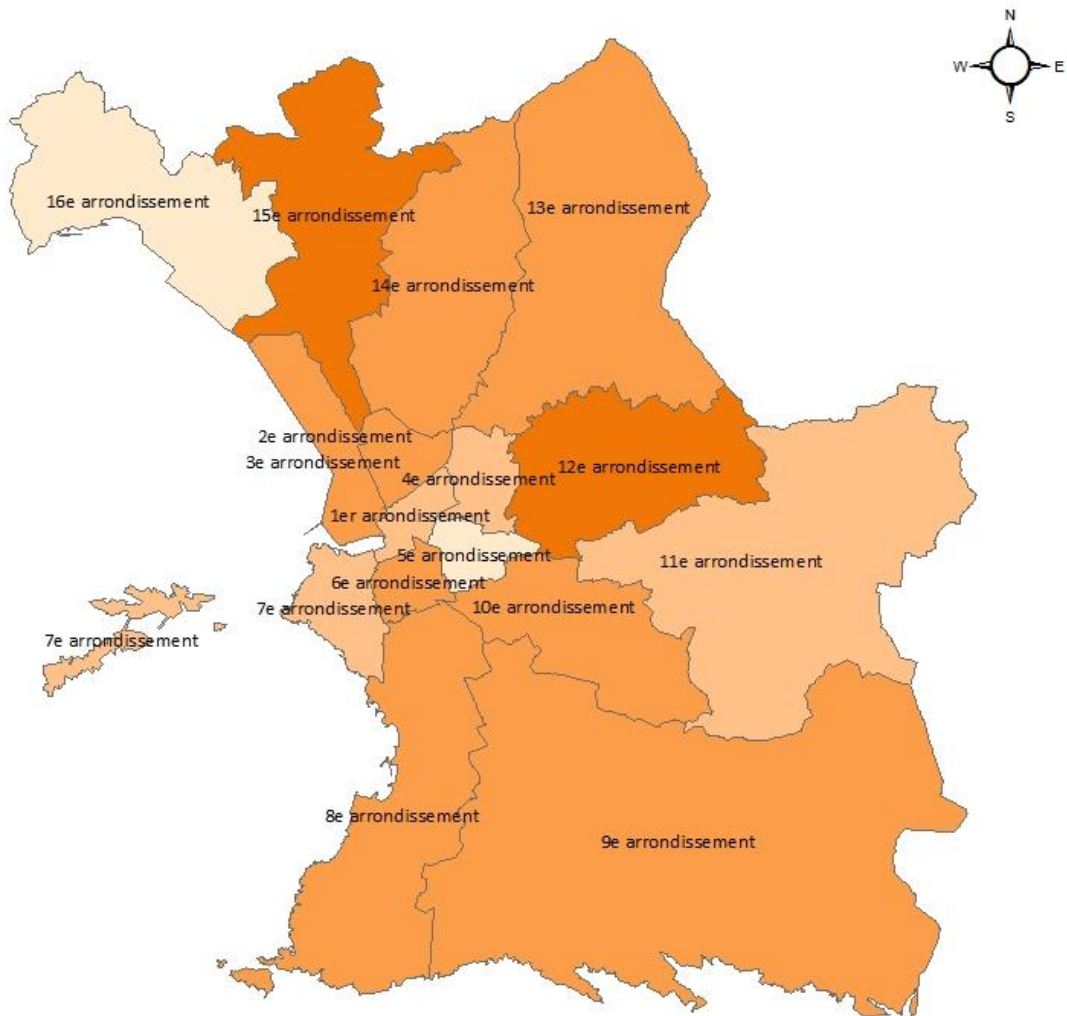 N
W E
S
16e arrondissement
15e arrondissement
13e arrondissement
14e arrondissement
2e arrondissement
3e arrondissement
12e arrondissement
4e arrondissement
1er arrondissement
5e arrondissement
11e arrondissement
6e arrondissement
10e arrondissement
7e arrondissement
7e arrondissement
8e arrondissement
9e arrondissement